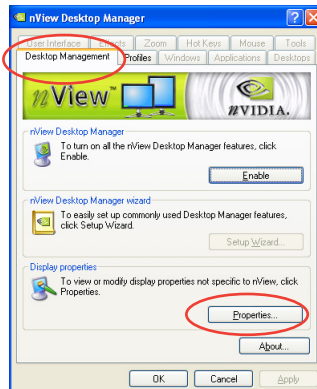 nView Desktop Manager
User Interface Effects Zoom Hot Keys Mouse Tools
Desktop Management Profiles Windows Applications Desktops
nView™ nVIDIA.
nView Desktop Manager
To turn on all the nView Desktop Manager features, click
Enable.
Enable
nView Desktop Manager wizard
To easily set up commonly used Desktop Manager features,
click Setup Wizard.
Setup Wizard...
Display properties
To view or modify display properties not specific to nView, click
Properties.
Properties...
About...
OK Cancel Apply